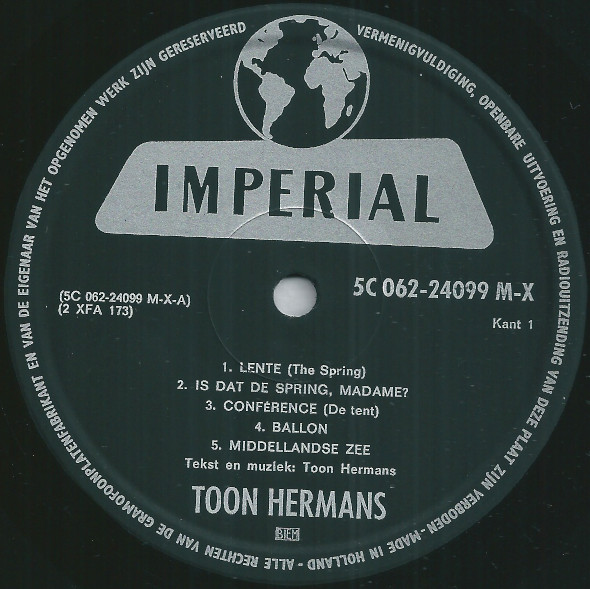 IMPERIAL
5C 062-24099 M-X
(5C 062-24099 M-X-A)
(2 XFA 173)
Kant 1
1. LENTE (The Spring)
2. IS DAT DE SPRING, MADAME?
3. CONFÉRENCE (De tent)
4. BALLON
5. MIDDELLANDSE ZEE
Tekst en muziek: Toon Hermans
TOON HERMANS
BIEM
ALLE RECHTEN VAN DE GRAMOFOONPLATENFABRIKANT EN VAN DE EIGENAAR VAN HET OPGENOMEN WERK ZIJN GERESERVEERD VERMENIGVULDIGING, OPENBARE UITVOERING EN RADIOUITZENDING VAN DEZE PLAAT ZIJN VERBODEN - MADE IN HOLLAND -